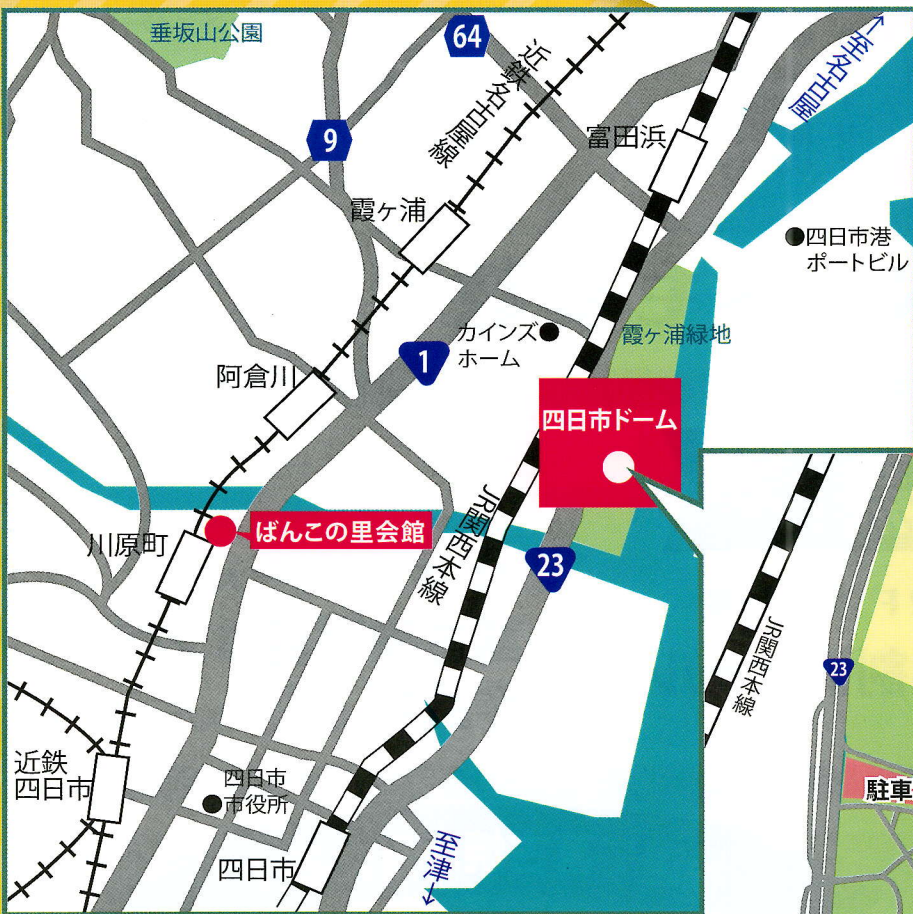 垂坂山公園
64
近鉄名古屋線
↑至名古屋
9
富田浜
霞ヶ浦
四日市港
ポートビル
カインズ
ホーム
1
霞ヶ浦緑地
阿倉川
四日市ドーム
JR関西本線
ばんこの里会館
川原町
23
JR関西本線
23
近鉄
四日市
四日市
市役所
駐車
四日市
至津↓